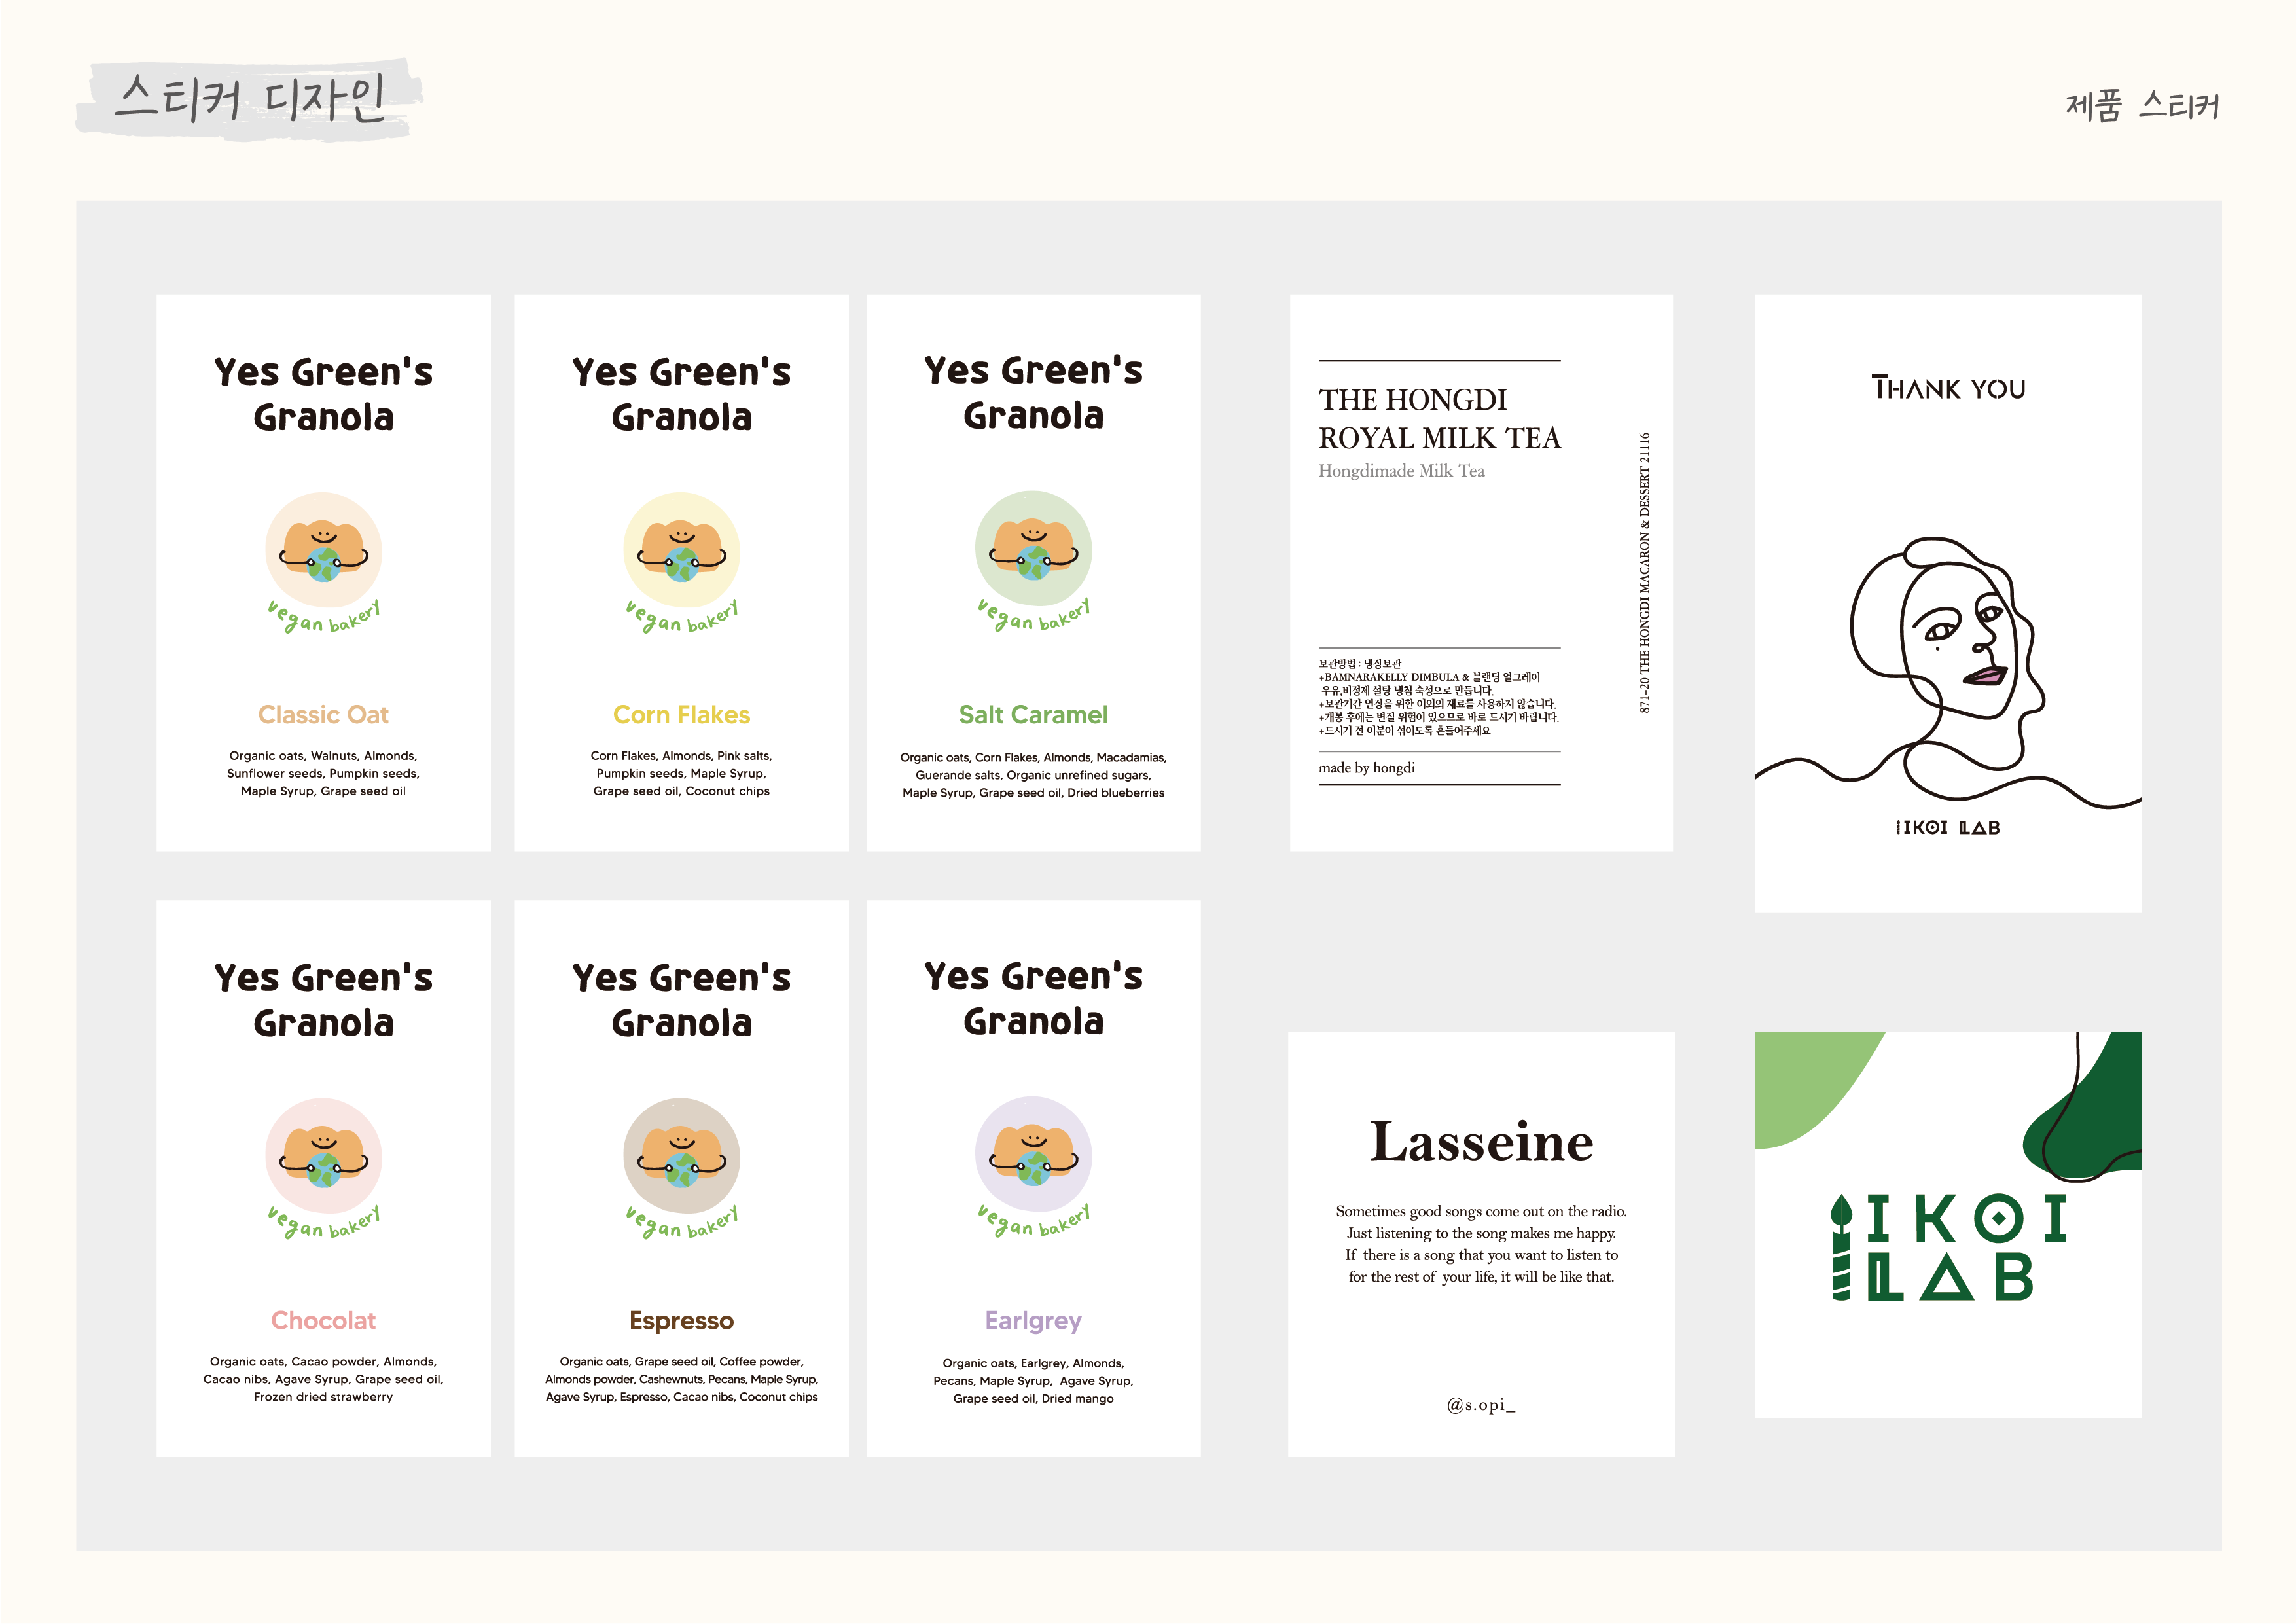 스티커 디자인
제품 스티커
Yes Green's
Granola
vegan bakery
Classic Oat
Organic oats, Walnuts, Almonds,
Sunflower seeds, Pumpkin seeds,
Maple Syrup, Grape seed oil
Yes Green's
Granola
vegan bakery
Corn Flakes
Corn Flakes, Almonds, Pink salts,
Pumpkin seeds, Maple Syrup,
Grape seed oil, Coconut chips
Yes Green's
Granola
vegan bakery
Salt Caramel
Organic oats, Corn Flakes, Almonds, Macadamias,
Guerande salts, Organic unrefined sugars,
Maple Syrup, Grape seed oil, Dried blueberries
THE HONGDI
ROYAL MILK TEA
Hongdimade Milk Tea
보관방법 : 냉장보관
+BAMNARAKELLY DIMBULA & 블랜딩 얼그레이
우유,비정제 설탕 냉침 숙성으로 만듭니다.
+보관기간 연장을 위한 이외의 재료를 사용하지 않습니다.
+개봉 후에는 변질 위험이 있으므로 바로 드시기 바랍니다.
+드시기 전 이분이 섞이도록 흔들어주세요
made by hongdi
871-20 THE HONGDI MACARON & DESSERT 21116
THANK YOU
IKOI LAB
Yes Green's
Granola
vegan bakery
Chocolat
Organic oats, Cacao powder, Almonds,
Cacao nibs, Agave Syrup, Grape seed oil,
Frozen dried strawberry
Yes Green's
Granola
vegan bakery
Espresso
Organic oats, Grape seed oil, Coffee powder,
Almonds powder, Cashewnuts, Pecans, Maple Syrup,
Agave Syrup, Espresso, Cacao nibs, Coconut chips
Yes Green's
Granola
vegan bakery
Earlgrey
Organic oats, Earlgrey, Almonds,
Pecans, Maple Syrup, Agave Syrup,
Grape seed oil, Dried mango
Lasseine
Sometimes good songs come out on the radio.
Just listening to the song makes me happy.
If there is a song that you want to listen to
for the rest of your life, it will be like that.
@s.opi_
IKOI
LAB